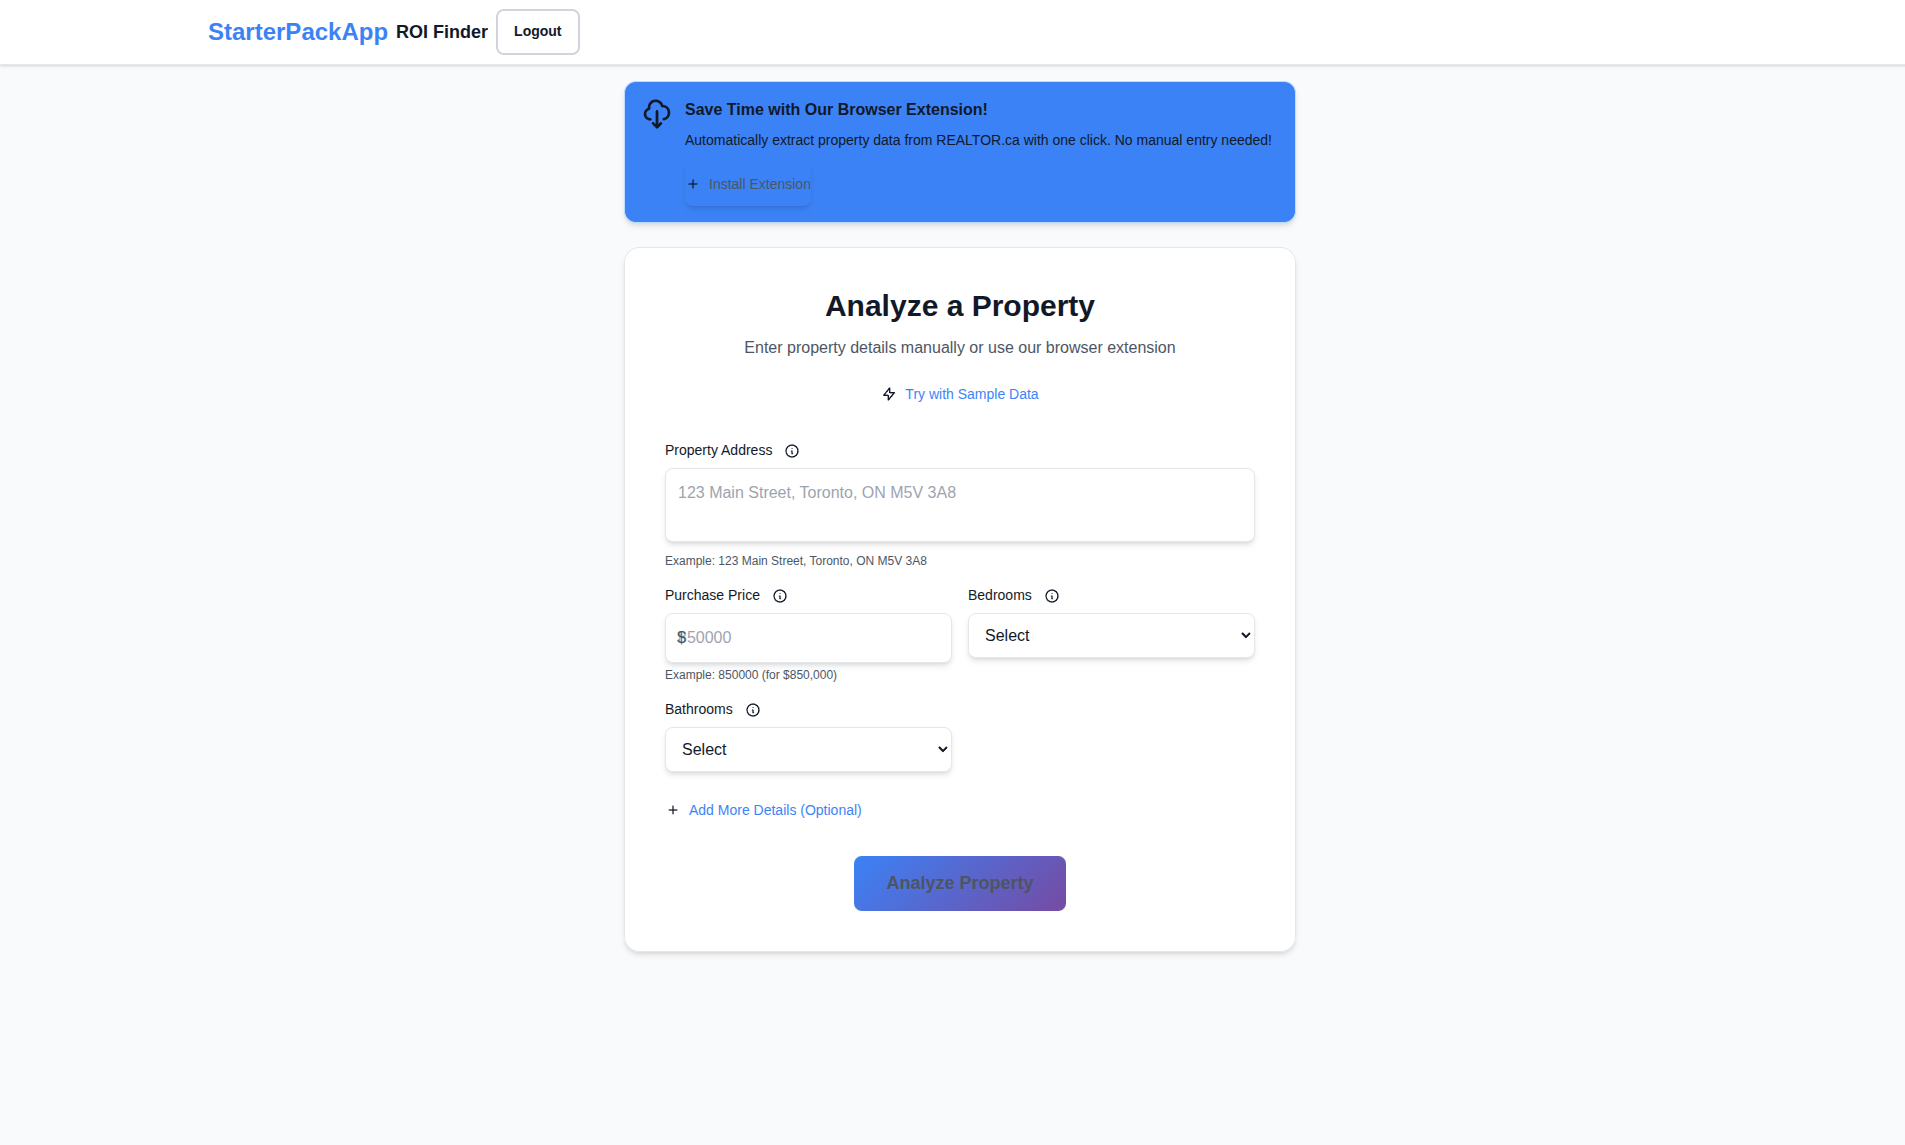 StarterPackApp ROI Finder Logout
Save Time with Our Browser Extension!
Automatically extract property data from REALTOR.ca with one click. No manual entry needed!
Install Extension
Analyze a Property
Enter property details manually or use our browser extension
Try with Sample Data
Property Address
123 Main Street, Toronto, ON M5V 3A8
Example: 123 Main Street, Toronto, ON M5V 3A8
Purchase Price
$50000
Example: 850000 (for $850,000)
Bedrooms
Select
Bathrooms
Select
Add More Details (Optional)
Analyze Property